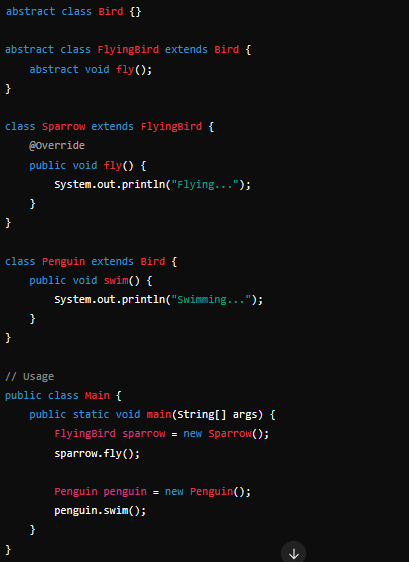 abstract class Bird {}
abstract class FlyingBird extends Bird {
    abstract void fly();
}
class Sparrow extends FlyingBird {
    @Override
    public void fly() {
        System.out.println("Flying...");
    }
}
class Penguin extends Bird {
    public void swim() {
        System.out.println("Swimming...");
    }
}
// Usage
public class Main {
    public static void main(String[] args) {
        FlyingBird sparrow = new Sparrow();
        sparrow.fly();
        Penguin penguin = new Penguin();
        penguin.swim();
    }
}